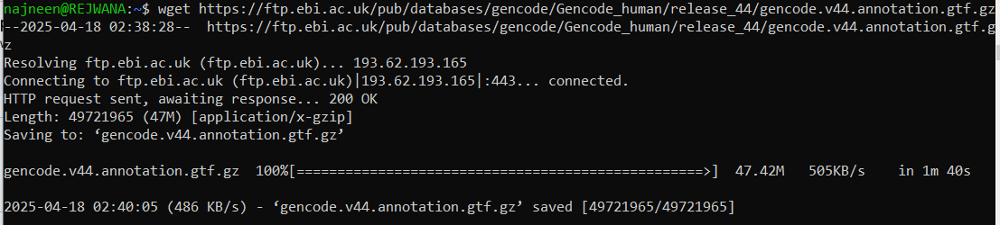 najneen@REJWANA:~$ wget https://ftp.ebi.ac.uk/pub/databases/gencode/Gencode_human/release_44/gencode.v44.annotation.gtf.gz
--2025-04-18 02:38:28--  https://ftp.ebi.ac.uk/pub/databases/gencode/Gencode_human/release_44/gencode.v44.annotation.gtf.g
z
Resolving ftp.ebi.ac.uk (ftp.ebi.ac.uk)... 193.62.193.165
Connecting to ftp.ebi.ac.uk (ftp.ebi.ac.uk)|193.62.193.165|:443... connected.
HTTP request sent, awaiting response... 200 OK
Length: 49721965 (47M) [application/x-gzip]
Saving to: ‘gencode.v44.annotation.gtf.gz’
gencode.v44.annotation.gtf.gz  100%[==================================================>]  47.42M   505KB/s    in 1m 40s
2025-04-18 02:40:05 (486 KB/s) - ‘gencode.v44.annotation.gtf.gz’ saved [49721965/49721965]